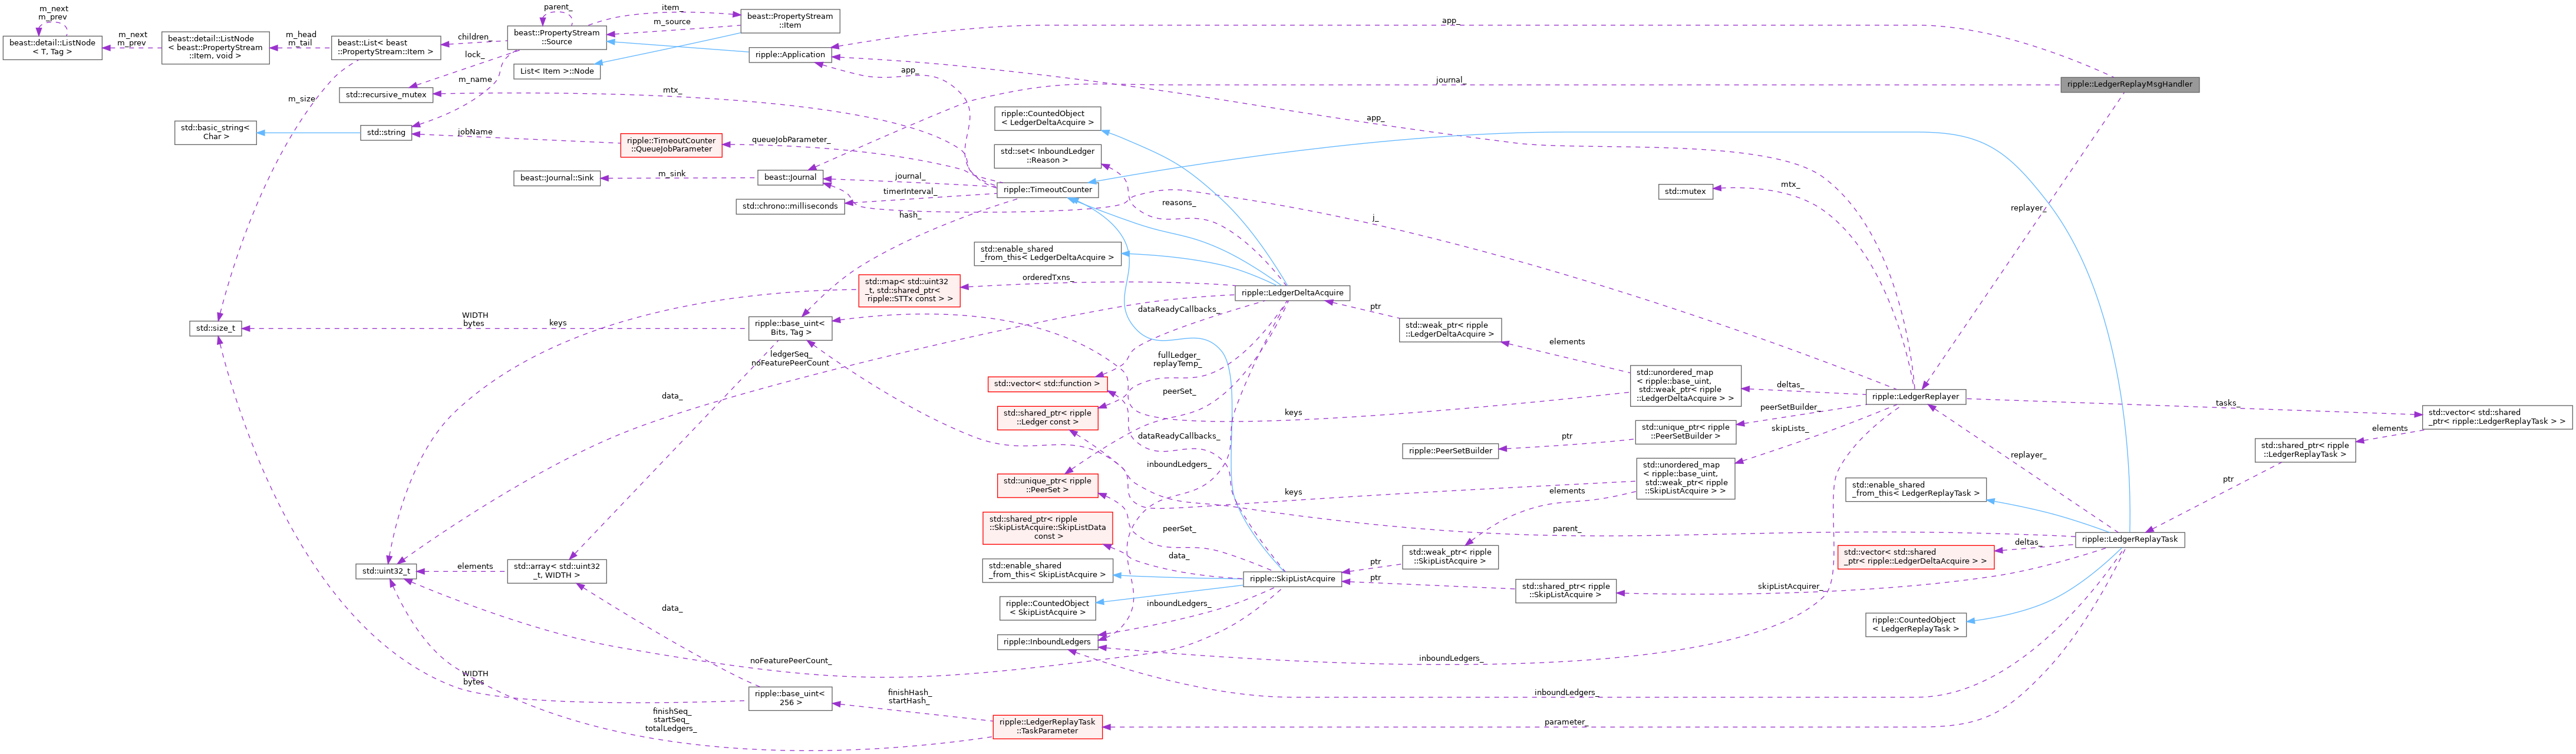 m_next
m_prev
beast::detail::ListNode
< T, Tag >
m_next
m_prev
beast::detail::ListNode
< beast::PropertyStream
::Item, void >
m_head
m_tail
beast::List< beast
::PropertyStream::Item >
children_
parent_
beast::PropertyStream
::Source
item_
m_source
beast::PropertyStream
::Item
ripple::Application
List< Item >::Node
lock_
m_name
m_size
std::recursive_mutex
std::basic_string<
Char >
std::string
jobName
ripple::TimeoutCounter
::QueueJobParameter
queueJobParameter_
app_
mtx_
beast::Journal::Sink
m_sink
beast::Journal
journal_
timerInterval_
std::chrono::milliseconds
hash_
ripple::TimeoutCounter
ripple::CountedObject
< LedgerDeltaAcquire >
std::set< InboundLedger
::Reason >
reasons_
app_
journal_
ripple::LedgerReplayMsgHandler
app_
j_
std::mutex
mtx_
replayer_
std::enable_shared
_from_this< LedgerDeltaAcquire >
std::map< std::uint32
_t, std::shared_ptr<
ripple::STTx const > >
orderedTxns_
ripple::LedgerDeltaAcquire
ptr
std::weak_ptr< ripple
::LedgerDeltaAcquire >
elements
std::size_t
WIDTH
bytes
keys
ripple::base_uint<
Bits, Tag >
ledgerSeq_
noFeaturePeerCount
dataReadyCallbacks_
fullLedger_
replayTemp_
std::vector< std::function >
std::shared_ptr< ripple
::Ledger const >
peerSet_
data_
dataReadyCallbacks_
inboundLedgers_
keys
std::unordered_map
< ripple::base_uint,
std::weak_ptr< ripple
::LedgerDeltaAcquire > >
deltas_
ripple::LedgerReplayer
peerSetBuilder_
std::unique_ptr< ripple
::PeerSetBuilder >
ptr
ripple::PeerSetBuilder
skipLists_
tasks_
std::vector< std::shared
_ptr< ripple::LedgerReplayTask > >
elements
std::shared_ptr< ripple
::LedgerReplayTask >
ptr
replayer_
std::unordered_map
< ripple::base_uint,
std::weak_ptr< ripple
::SkipListAcquire > >
elements
keys
std::unique_ptr< ripple
::PeerSet >
std::shared_ptr< ripple
::SkipListAcquire::SkipListData
const >
peerSet_
data_
parent_
std::enable_shared
_from_this< LedgerReplayTask >
ripple::LedgerReplayTask
deltas_
std::vector< std::shared
_ptr< ripple::LedgerDeltaAcquire > >
std::weak_ptr< ripple
::SkipListAcquire >
ptr
ptr
std::shared_ptr< ripple
::SkipListAcquire >
skipListAcquirer_
ripple::CountedObject
< LedgerReplayTask >
std::uint32_t
elements
std::array< std::uint32
_t, WIDTH >
data_
std::enable_shared
_from_this< SkipListAcquire >
ripple::SkipListAcquire
ripple::CountedObject
< SkipListAcquire >
inboundLedgers_
ripple::InboundLedgers
inboundLedgers_
noFeaturePeerCount_
inboundLedgers_
WIDTH
bytes
ripple::base_uint<
256 >
finishHash_
startHash_
finishSeq_
startSeq_
totalLedgers_
ripple::LedgerReplayTask
::TaskParameter
parameter_